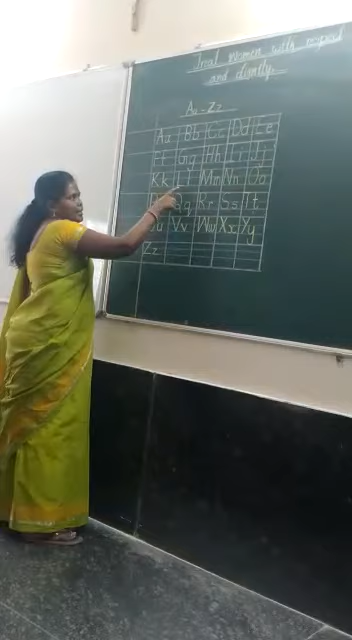 Treat Women with respect
and dignity
Aa - Zz
Aa Bb Cc Dd Ee
Ff Gg Hh Ii Jj
Kk Ll Mm Nn Oo
Qq Rr Ss Tt
Uu Vv Ww Xx Yy
Zz